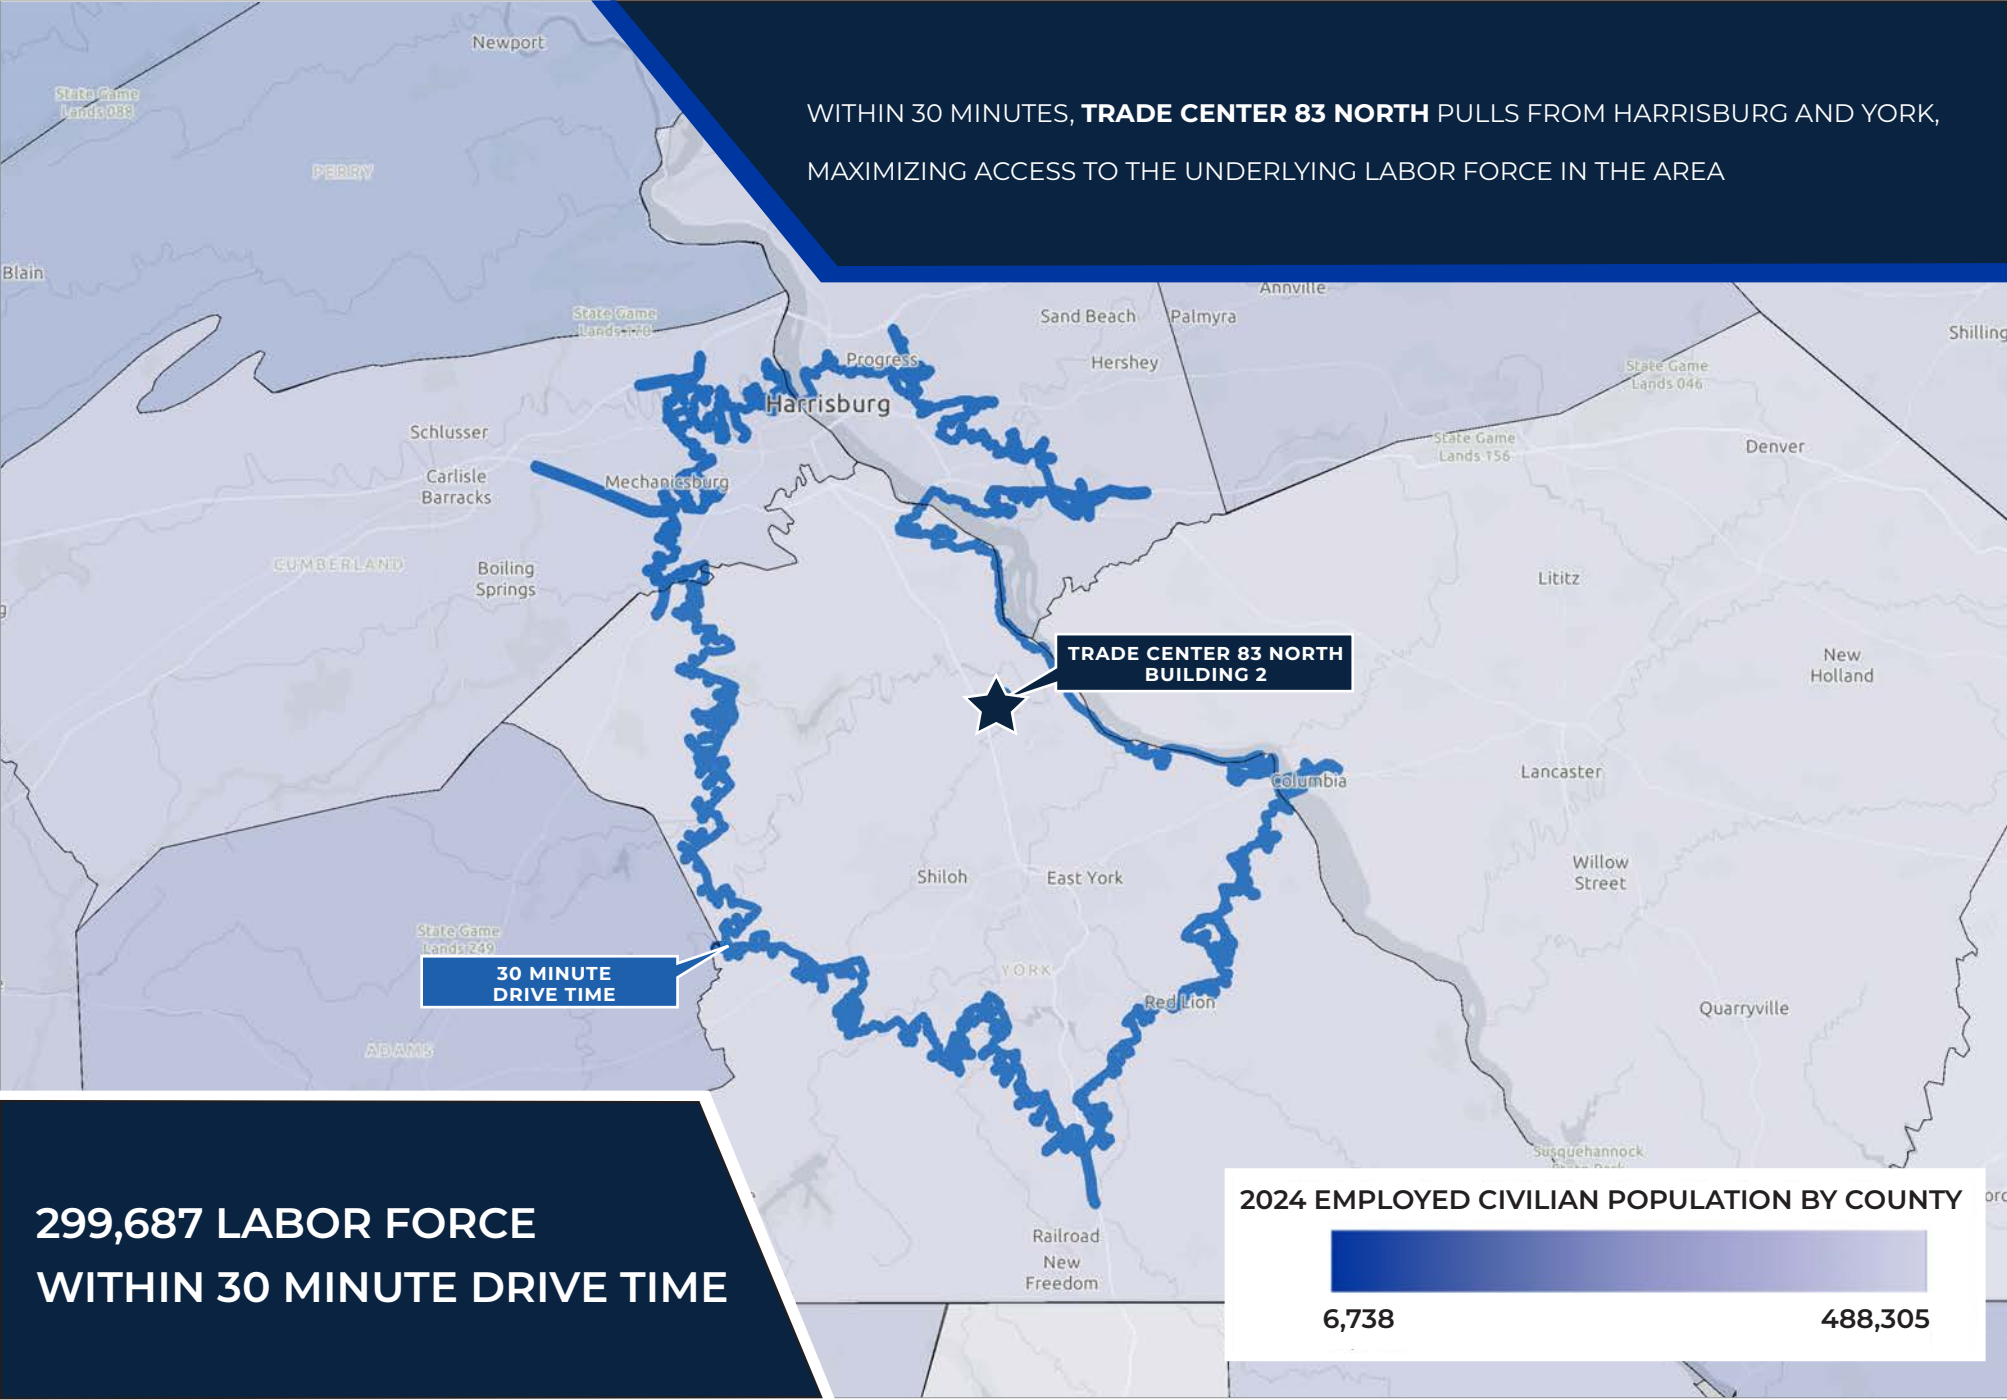 WITHIN 30 MINUTES, TRADE CENTER 83 NORTH PULLS FROM HARRISBURG AND YORK,
MAXIMIZING ACCESS TO THE UNDERLYING LABOR FORCE IN THE AREA
Newport
State Game
Lands 088
PERRY
Blain
State Game
Lands 170
Annville
Sand Beach
Palmyra
Shilling
Progress
Hershey
State Game
Lands 046
Harrisburg
Schlusser
State Game
Lands 156
Denver
Carlisle
Barracks
Mechanicsburg
CUMBERLAND
Boiling
Springs
Lititz
TRADE CENTER 83 NORTH
BUILDING 2
New
Holland
Columbia
Lancaster
Shiloh
East York
Willow
Street
State Game
Lands 249
30 MINUTE
DRIVE TIME
YORK
Red Lion
Quarryville
ADAMS
Susquehannock
Railroad
New
Freedom
299,687 LABOR FORCE
WITHIN 30 MINUTE DRIVE TIME
2024 EMPLOYED CIVILIAN POPULATION BY COUNTY
6,738
488,305